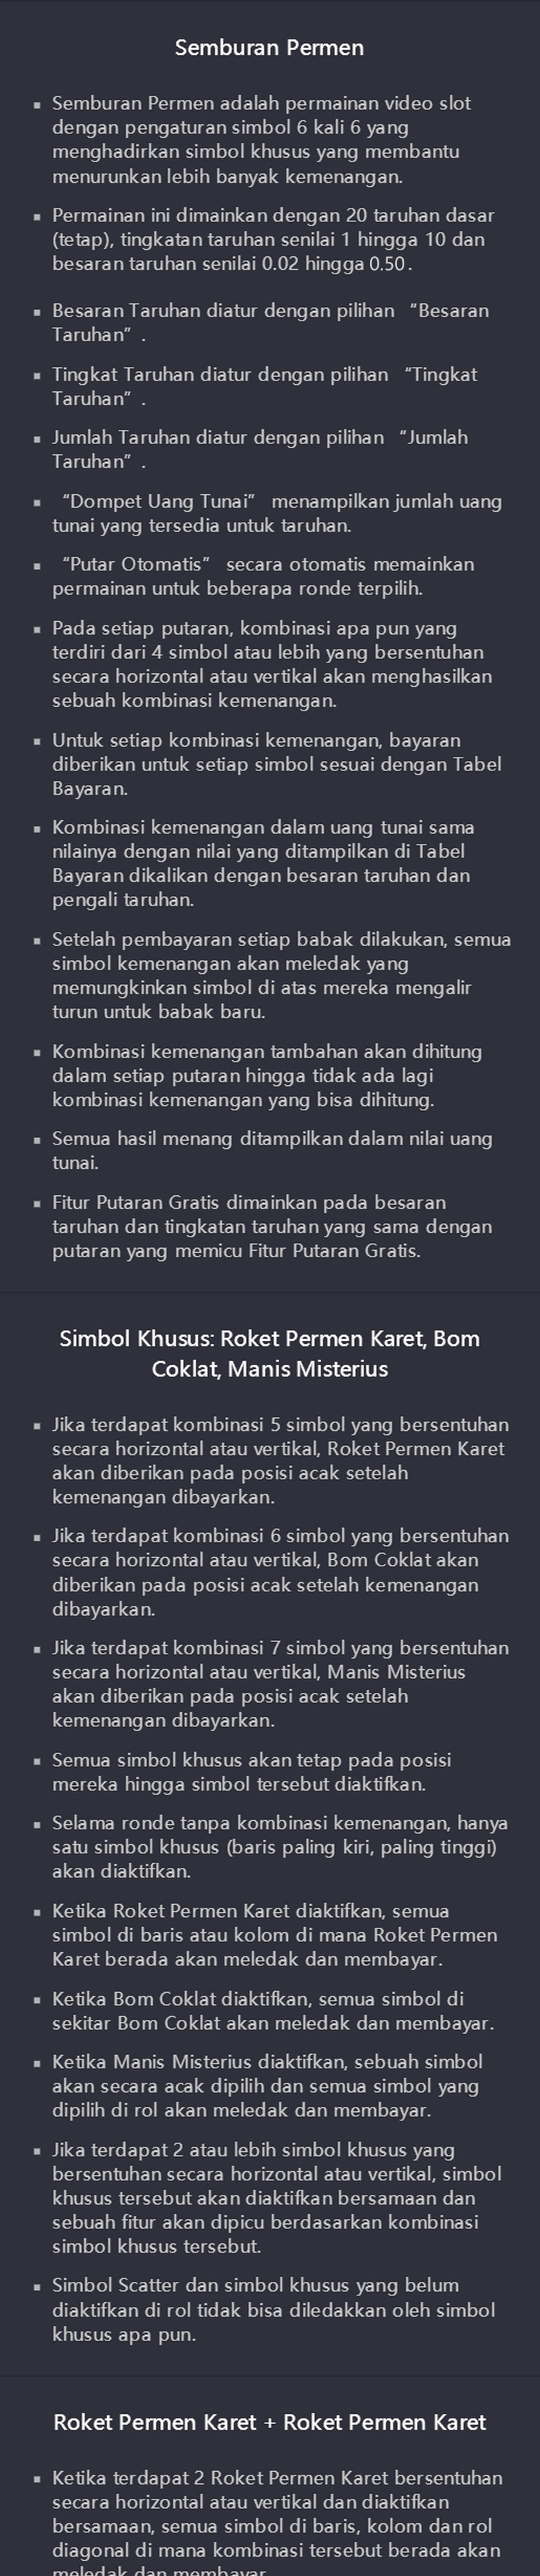 Semburan Permen
▪ Semburan Permen adalah permainan video slot
dengan pengaturan simbol 6 kali 6 yang
menghadirkan simbol khusus yang membantu
menurunkan lebih banyak kemenangan.
▪ Permainan ini dimainkan dengan 20 taruhan dasar
(tetap), tingkatan taruhan senilai 1 hingga 10 dan
besaran taruhan senilai 0.02 hingga 0.50.
▪ Besaran Taruhan diatur dengan pilihan “Besaran
Taruhan” .
▪ Tingkat Taruhan diatur dengan pilihan “Tingkat
Taruhan” .
▪ Jumlah Taruhan diatur dengan pilihan “Jumlah
Taruhan” .
▪ “Dompet Uang Tunai” menampilkan jumlah uang
tunai yang tersedia untuk taruhan.
▪ “Putar Otomatis” secara otomatis memainkan
permainan untuk beberapa ronde terpilih.
▪ Pada setiap putaran, kombinasi apa pun yang
terdiri dari 4 simbol atau lebih yang bersentuhan
secara horizontal atau vertikal akan menghasilkan
sebuah kombinasi kemenangan.
▪ Untuk setiap kombinasi kemenangan, bayaran
diberikan untuk setiap simbol sesuai dengan Tabel
Bayaran.
▪ Kombinasi kemenangan dalam uang tunai sama
nilainya dengan nilai yang ditampilkan di Tabel
Bayaran dikalikan dengan besaran taruhan dan
pengali taruhan.
▪ Setelah pembayaran setiap babak dilakukan, semua
simbol kemenangan akan meledak yang
memungkinkan simbol di atas mereka mengalir
turun untuk babak baru.
▪ Kombinasi kemenangan tambahan akan dihitung
dalam setiap putaran hingga tidak ada lagi
kombinasi kemenangan yang bisa dihitung.
▪ Semua hasil menang ditampilkan dalam nilai uang
tunai.
▪ Fitur Putaran Gratis dimainkan pada besaran
taruhan dan tingkatan taruhan yang sama dengan
putaran yang memicu Fitur Putaran Gratis.
Simbol Khusus: Roket Permen Karet, Bom
Coklat, Manis Misterius
▪ Jika terdapat kombinasi 5 simbol yang bersentuhan
secara horizontal atau vertikal, Roket Permen Karet
akan diberikan pada posisi acak setelah
kemenangan dibayarkan.
▪ Jika terdapat kombinasi 6 simbol yang bersentuhan
secara horizontal atau vertikal, Bom Coklat akan
diberikan pada posisi acak setelah kemenangan
dibayarkan.
▪ Jika terdapat kombinasi 7 simbol yang bersentuhan
secara horizontal atau vertikal, Manis Misterius
akan diberikan pada posisi acak setelah
kemenangan dibayarkan.
▪ Semua simbol khusus akan tetap pada posisi
mereka hingga simbol tersebut diaktifkan.
▪ Selama ronde tanpa kombinasi kemenangan, hanya
satu simbol khusus (baris paling kiri, paling tinggi)
akan diaktifkan.
▪ Ketika Roket Permen Karet diaktifkan, semua
simbol di baris atau kolom di mana Roket Permen
Karet berada akan meledak dan membayar.
▪ Ketika Bom Coklat diaktifkan, semua simbol di
sekitar Bom Coklat akan meledak dan membayar.
▪ Ketika Manis Misterius diaktifkan, sebuah simbol
akan secara acak dipilih dan semua simbol yang
dipilih di rol akan meledak dan membayar.
▪ Jika terdapat 2 atau lebih simbol khusus yang
bersentuhan secara horizontal atau vertikal, simbol
khusus tersebut akan diaktifkan bersamaan dan
sebuah fitur akan dipicu berdasarkan kombinasi
simbol khusus tersebut.
▪ Simbol Scatter dan simbol khusus yang belum
diaktifkan di rol tidak bisa diledakkan oleh simbol
khusus apa pun.
Roket Permen Karet + Roket Permen Karet
▪ Ketika terdapat 2 Roket Permen Karet bersentuhan
secara horizontal atau vertikal dan diaktifkan
bersamaan, semua simbol di baris, kolom dan rol
diagonal di mana kombinasi tersebut berada akan
meledak dan membayar.